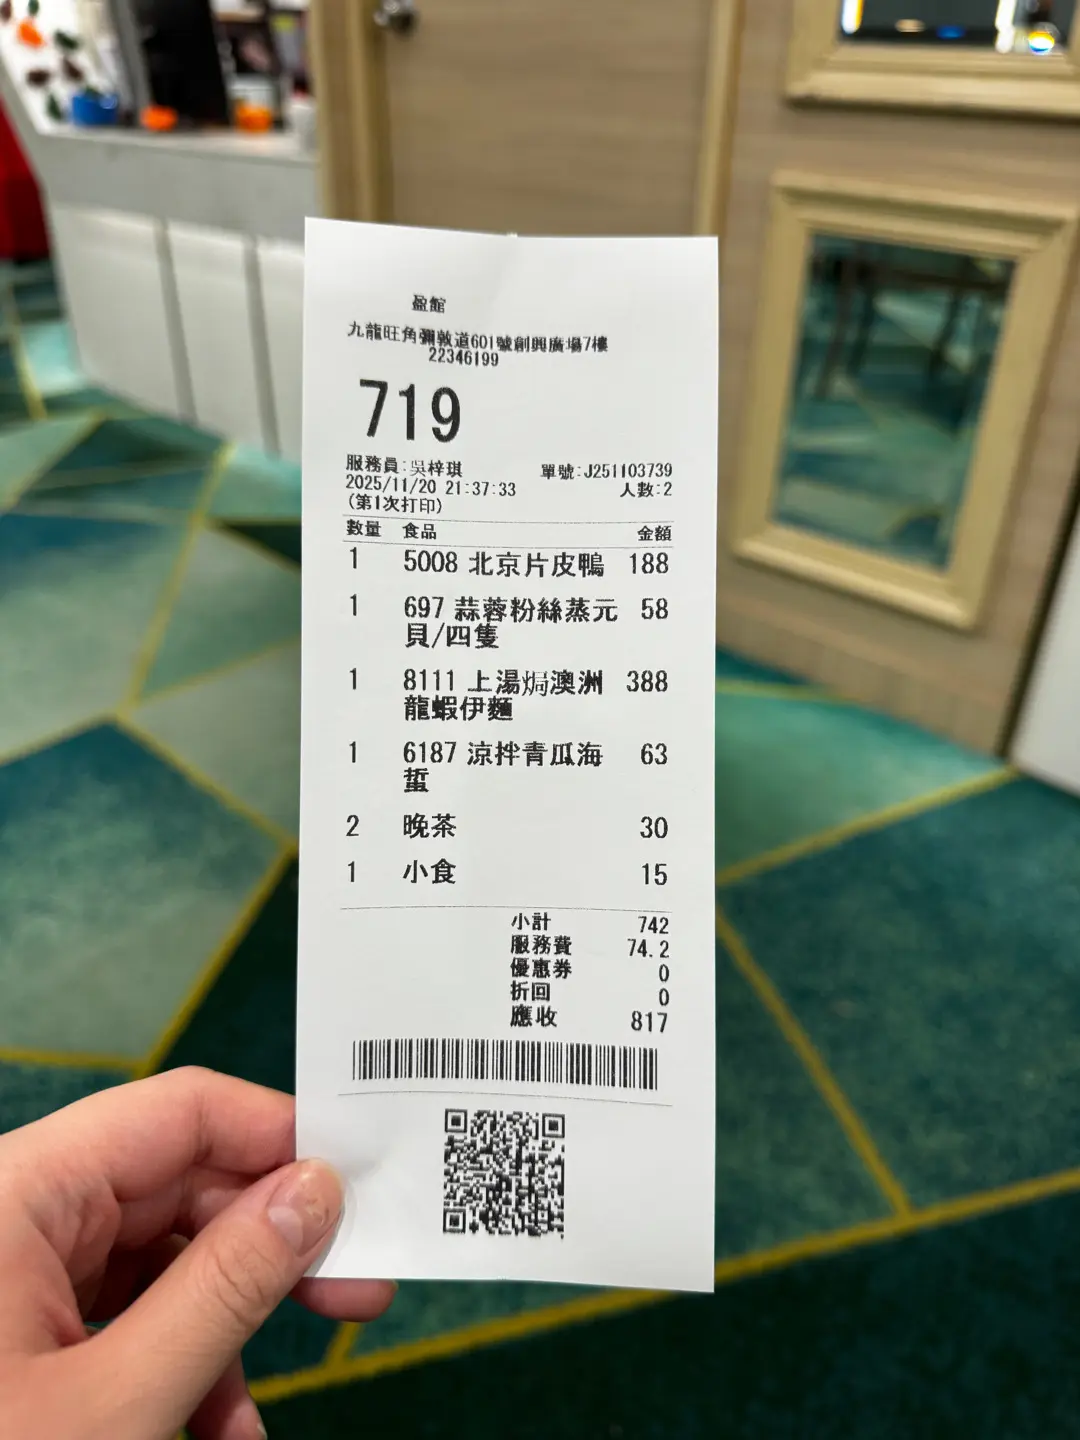 盈館
九龍旺角彌敦道601號創興廣場7樓
22346199
719
服務員:吳梓琪 單號:J251103739
2025/11/20 21:37:33 人數:2
(第1次打印)
數量 食品 金額
1 5008 北京片皮鴨 188
1 697 蒜蓉粉絲蒸元 58
貝/四隻
1 8111 上湯焗澳洲 388
龍蝦伊麵
1 6187 涼拌青瓜海 63
蜇
2 晚茶 30
1 小食 15
小計 742
服務費 74.2
優惠券 0
折回 0
應收 817